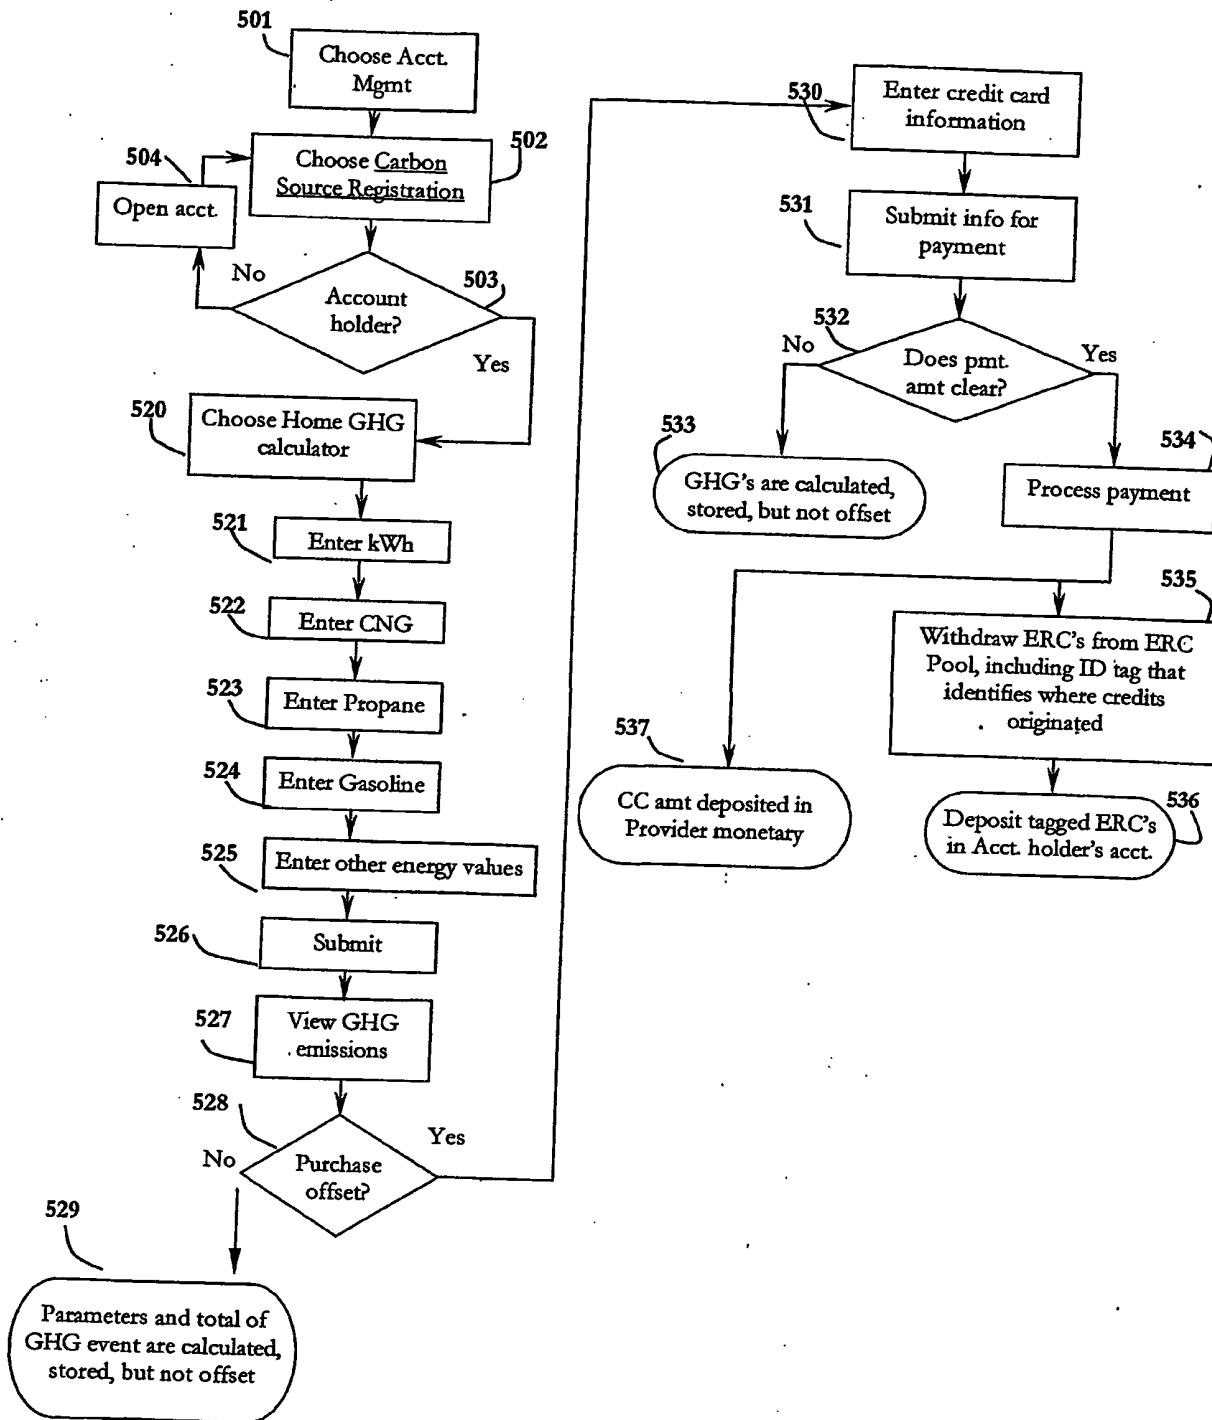 501
Choose Acct.
Mgmt
502
Choose Carbon
Source Registration
504
Open acct.
No
503
Account
holder?
Yes
520
Choose Home GHG
calculator
521
Enter kWh
522
Enter CNG
523
Enter Propane
524
Enter Gasoline
525
Enter other energy values
526
Submit
527
View GHG
emissions
528
No
Purchase
offset?
Yes
529
Parameters and total of
GHG event are calculated,
stored, but not offset
530
Enter credit card
information
531
Submit info for
payment
532
No
Does pmt.
amt clear?
Yes
533
GHG's are calculated,
stored, but not offset
534
Process payment
535
Withdraw ERC's from ERC
Pool, including ID tag that
identifies where credits
originated
537
CC amt deposited in
Provider monetary
536
Deposit tagged ERC's
in Acct. holder's acct.